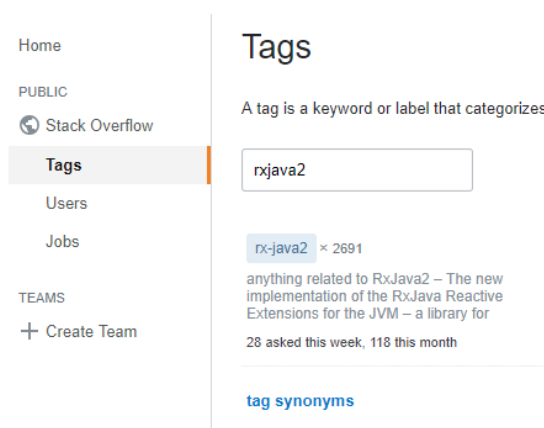 Home
PUBLIC
Stack Overflow
Tags
Users
Jobs
TEAMS
Create Team
Tags
A tag is a keyword or label that categorizes
rxjava2
rx-java2 × 2691
anything related to RxJava2 – The new
implementation of the RxJava Reactive
Extensions for the JVM – a library for
28 asked this week, 118 this month
tag synonyms